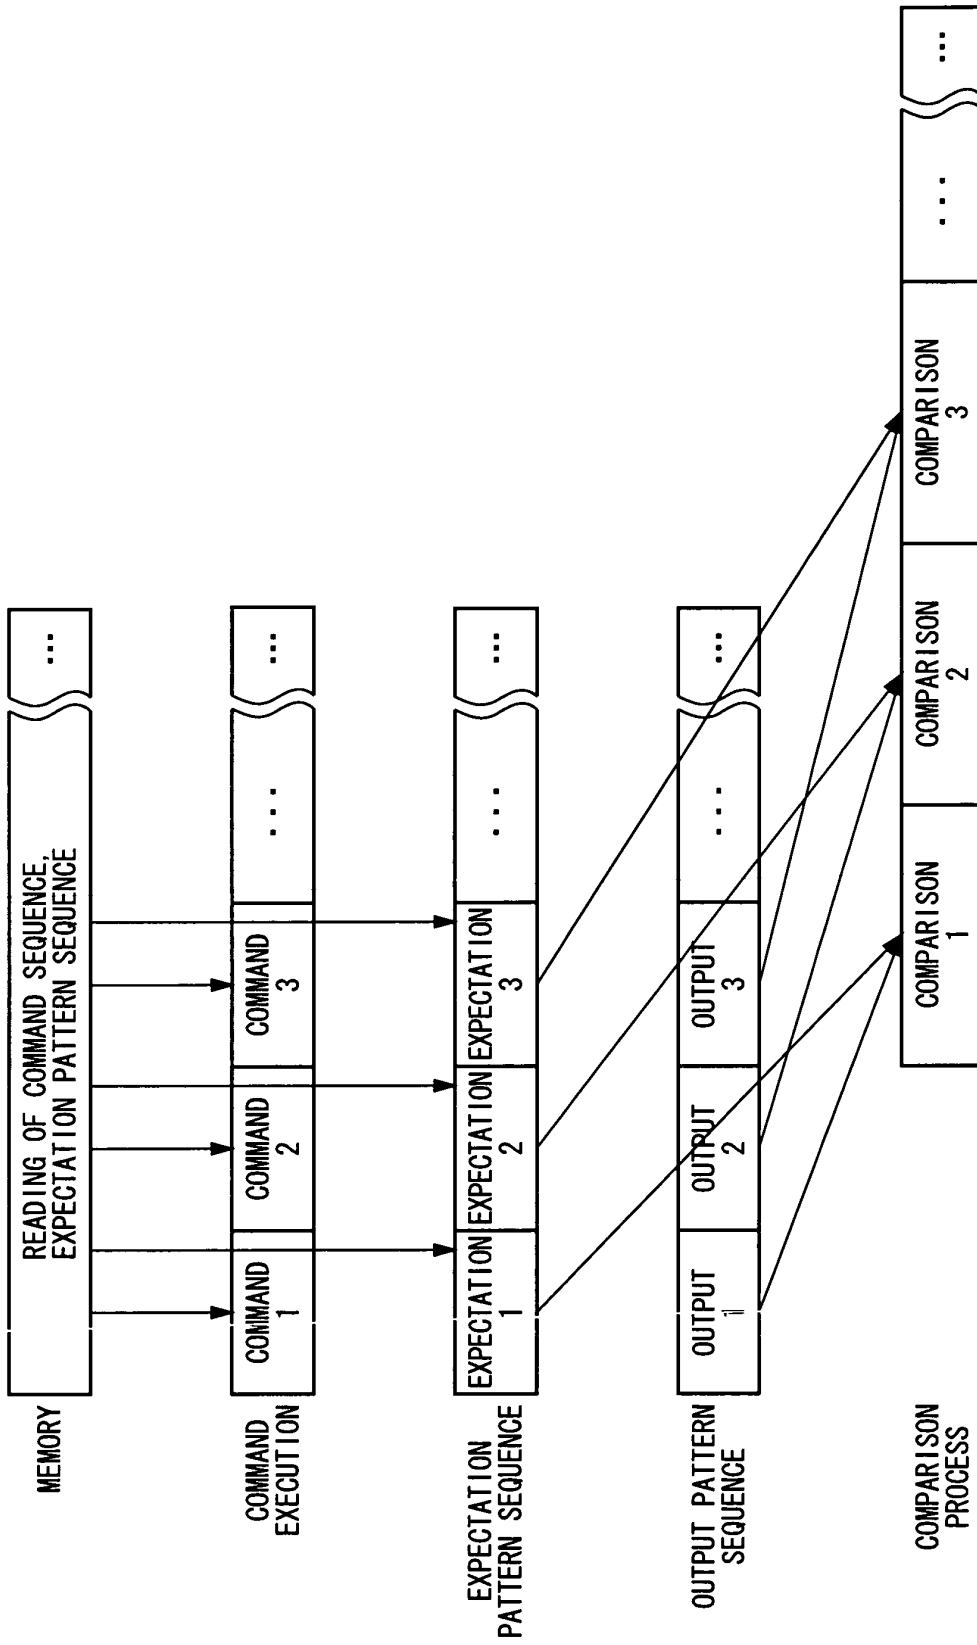 MEMORY
READING OF COMMAND SEQUENCE,
EXPECTATION PATTERN SEQUENCE
...
COMMAND
EXECUTION
COMMAND
1
COMMAND
2
COMMAND
3
...
...
EXPECTATION
PATTERN SEQUENCE
EXPECTATION
1
EXPECTATION
2
EXPECTATION
3
...
...
OUTPUT PATTERN
SEQUENCE
OUTPUT
1
OUTPUT
2
OUTPUT
3
...
...
COMPARISON
PROCESS
COMPARISON
1
COMPARISON
2
COMPARISON
3
...
...